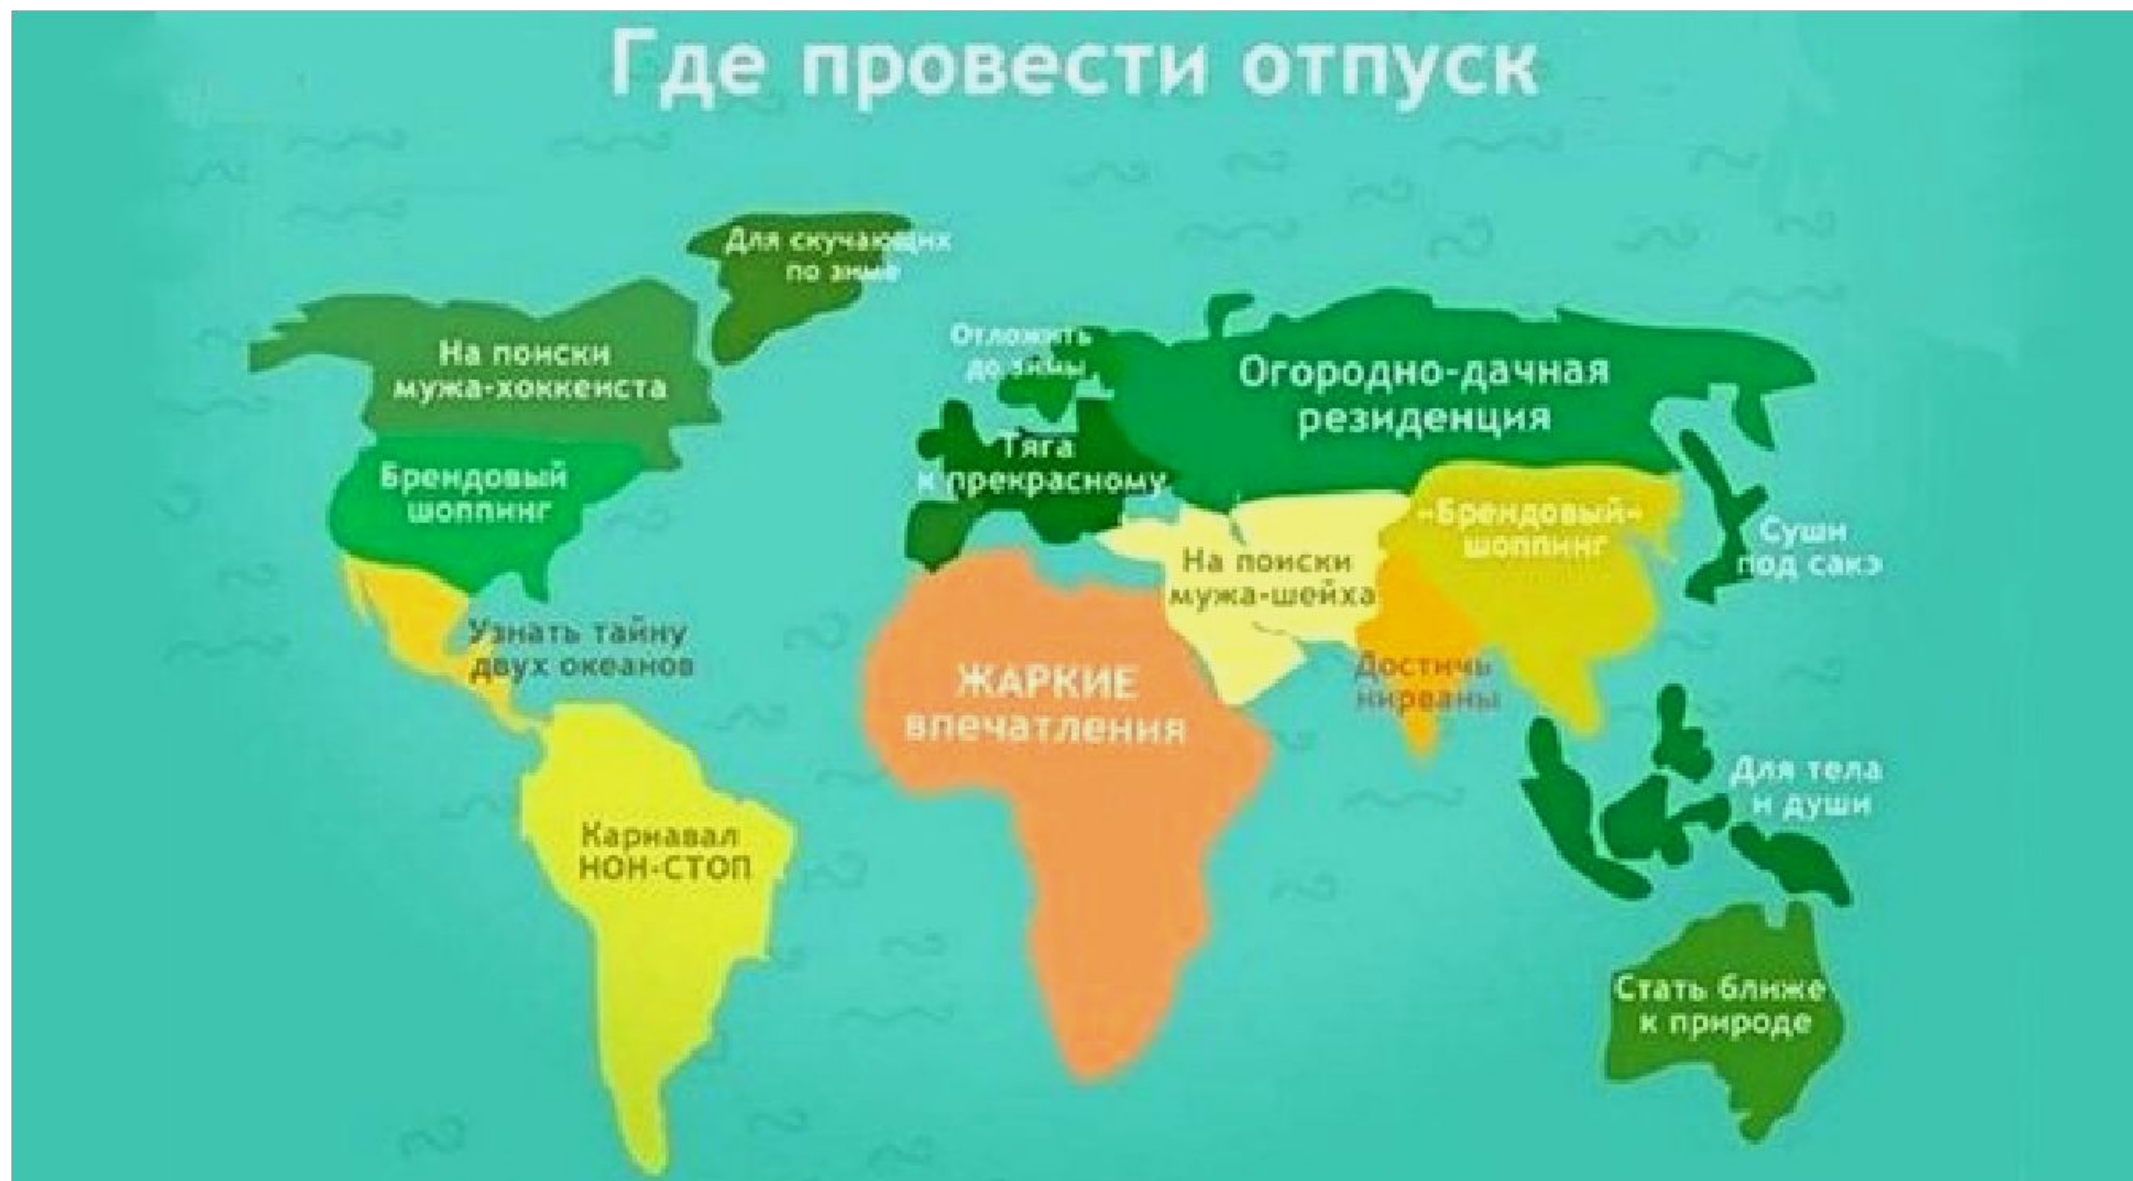 Где провести отпуск
Для скучающих
по зиме
На поиски
мужа-хоккеиста
Отложить
до зимы
Огородно-дачная
резиденция
Тяга
к прекрасному
Брендовый
шоппинг
«Брендовый»
шоппинг
Суши
под сакэ
На поиски
мужа-шейха
Узнать тайну
двух океанов
ЖАРКИЕ
впечатления
Достичь
нирваны
Для тела
и души
Карнавал
НОН-СТОП
Стать ближе
к природе